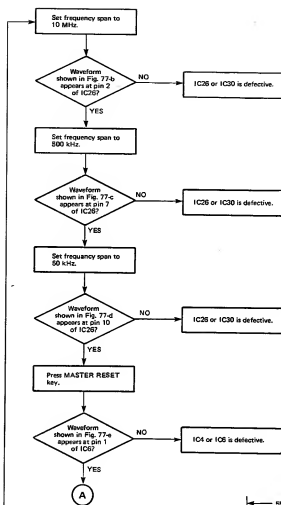 Set frequency span to
10 MHz.
Waveform
shown in Fig. 77-b
appears at pin 2
of IC26?
NO
IC26 or IC30 is defective.
YES
Set frequency span to
500 kHz.
Waveform
shown in Fig. 77-c
appears at pin 7
of IC26?
NO
IC26 or IC30 is defective.
YES
Set frequency span to
50 kHz.
Waveform
shown in Fig. 77-d
appears at pin 10
of IC26?
NO
IC26 or IC30 is defective.
YES
Press MASTER RESET
key.
Waveform
shown in Fig. 77-e
appears at pin 1
of IC6?
NO
IC4 or IC6 is defective.
YES
A